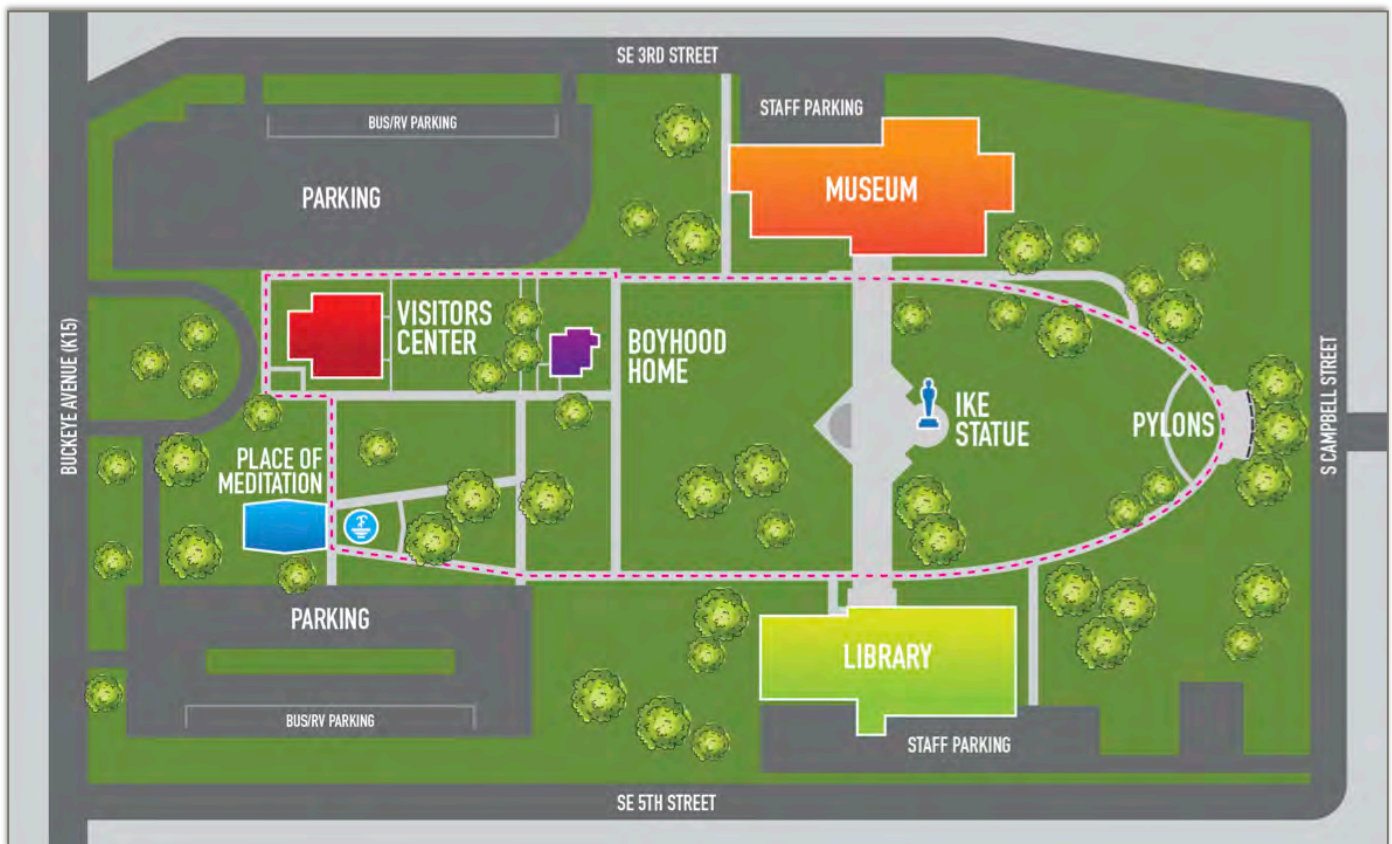 SE 3RD STREET
BUS/RV PARKING
STAFF PARKING
PARKING
MUSEUM
VISITORS
CENTER
BOYHOOD
HOME
BUCKEYE AVENUE (K15)
IKE
STATUE
PYLONS
S CAMPBELL STREET
PLACE OF
MEDITATION
PARKING
LIBRARY
BUS/RV PARKING
STAFF PARKING
SE 5TH STREET